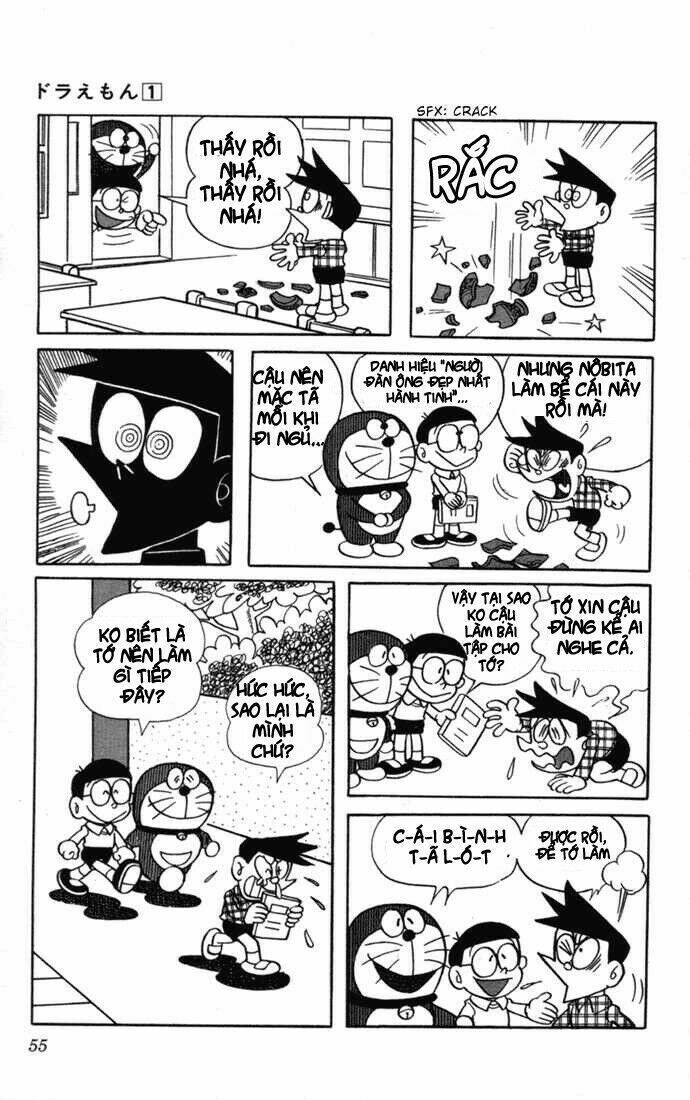 ドラえもん 1
SFX: CRACK
RẮC
THẤY RỒI
NHÁ,
THẤY RỒI
NHÁ!
NHƯNG NÔBITA
LÀM BỂ CÁI NÀY
RỒI MÀ!
DANH HIỆU "NGƯỜI
ĐÀN ÔNG ĐẸP NHẤT
HÀNH TINH"...
CẬU NÊN
MẶC TÃ
MỖI KHI
ĐI NGỦ...
TỚ XIN CẬU
ĐỪNG KỂ AI
NGHE CẢ.
VẬY TẠI SAO
KO CẬU
LÀM BÀI
TẬP CHO
TỚ?
ĐƯỢC RỒI,
ĐỂ TỚ LÀM
C-Á-I B-Ì-N-H
T-Ã L-Ó-T
HỨC HỨC,
SAO LẠI LÀ
MÌNH
CHỨ?
KO BIẾT LÀ
TỚ NÊN LÀM
GÌ TIẾP
ĐÂY?
55